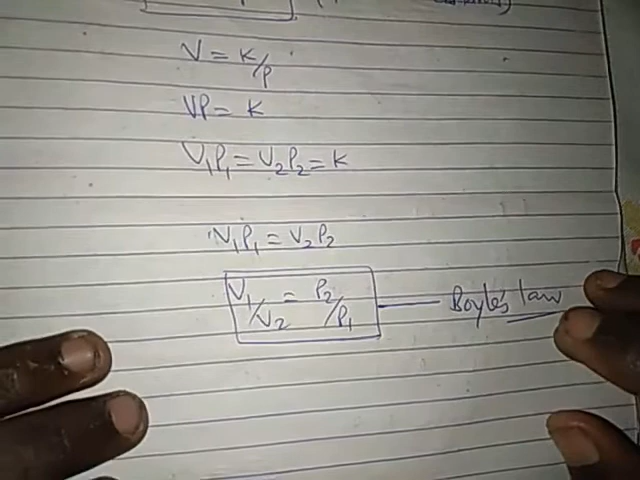 V = K/P
VP = K
V₁P₁ = V₂P₂ = K
V₁P₁ = V₂P₂
V₁/V₂ = P₂/P₁ — Boyle's law